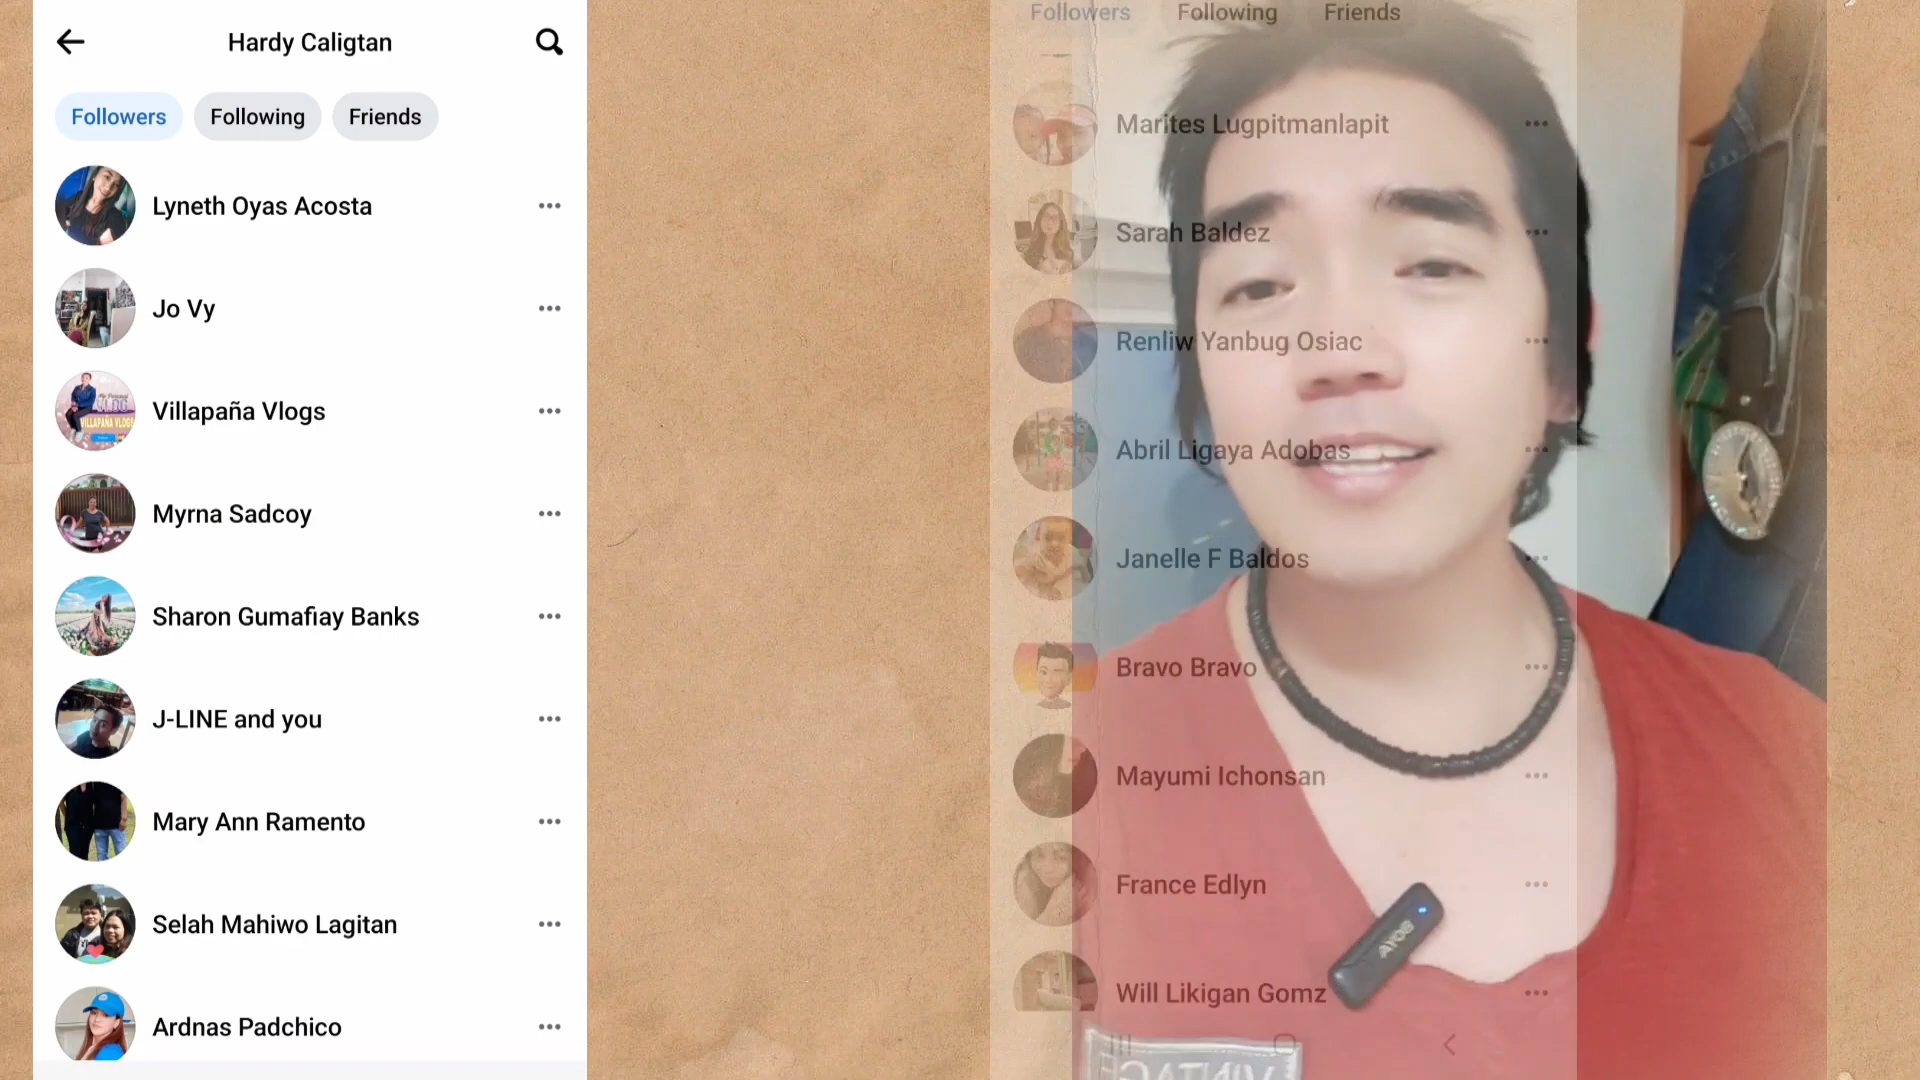 Hardy Caligtan
Followers Following Friends
Lyneth Oyas Acosta
Jo Vy
Villapaña Vlogs
Myrna Sadcoy
Sharon Gumafiay Banks
J-LINE and you
Mary Ann Ramento
Selah Mahiwo Lagitan
Ardnas Padchico
Followers Following Friends
Marites Lugpitmanlapit
Sarah Baldez
Renliw Yanbug Osiac
Abril Ligaya Adobas
Janelle F Baldos
Bravo Bravo
Mayumi Ichonsan
France Edlyn
Will Likigan Gomz
VINTAGE